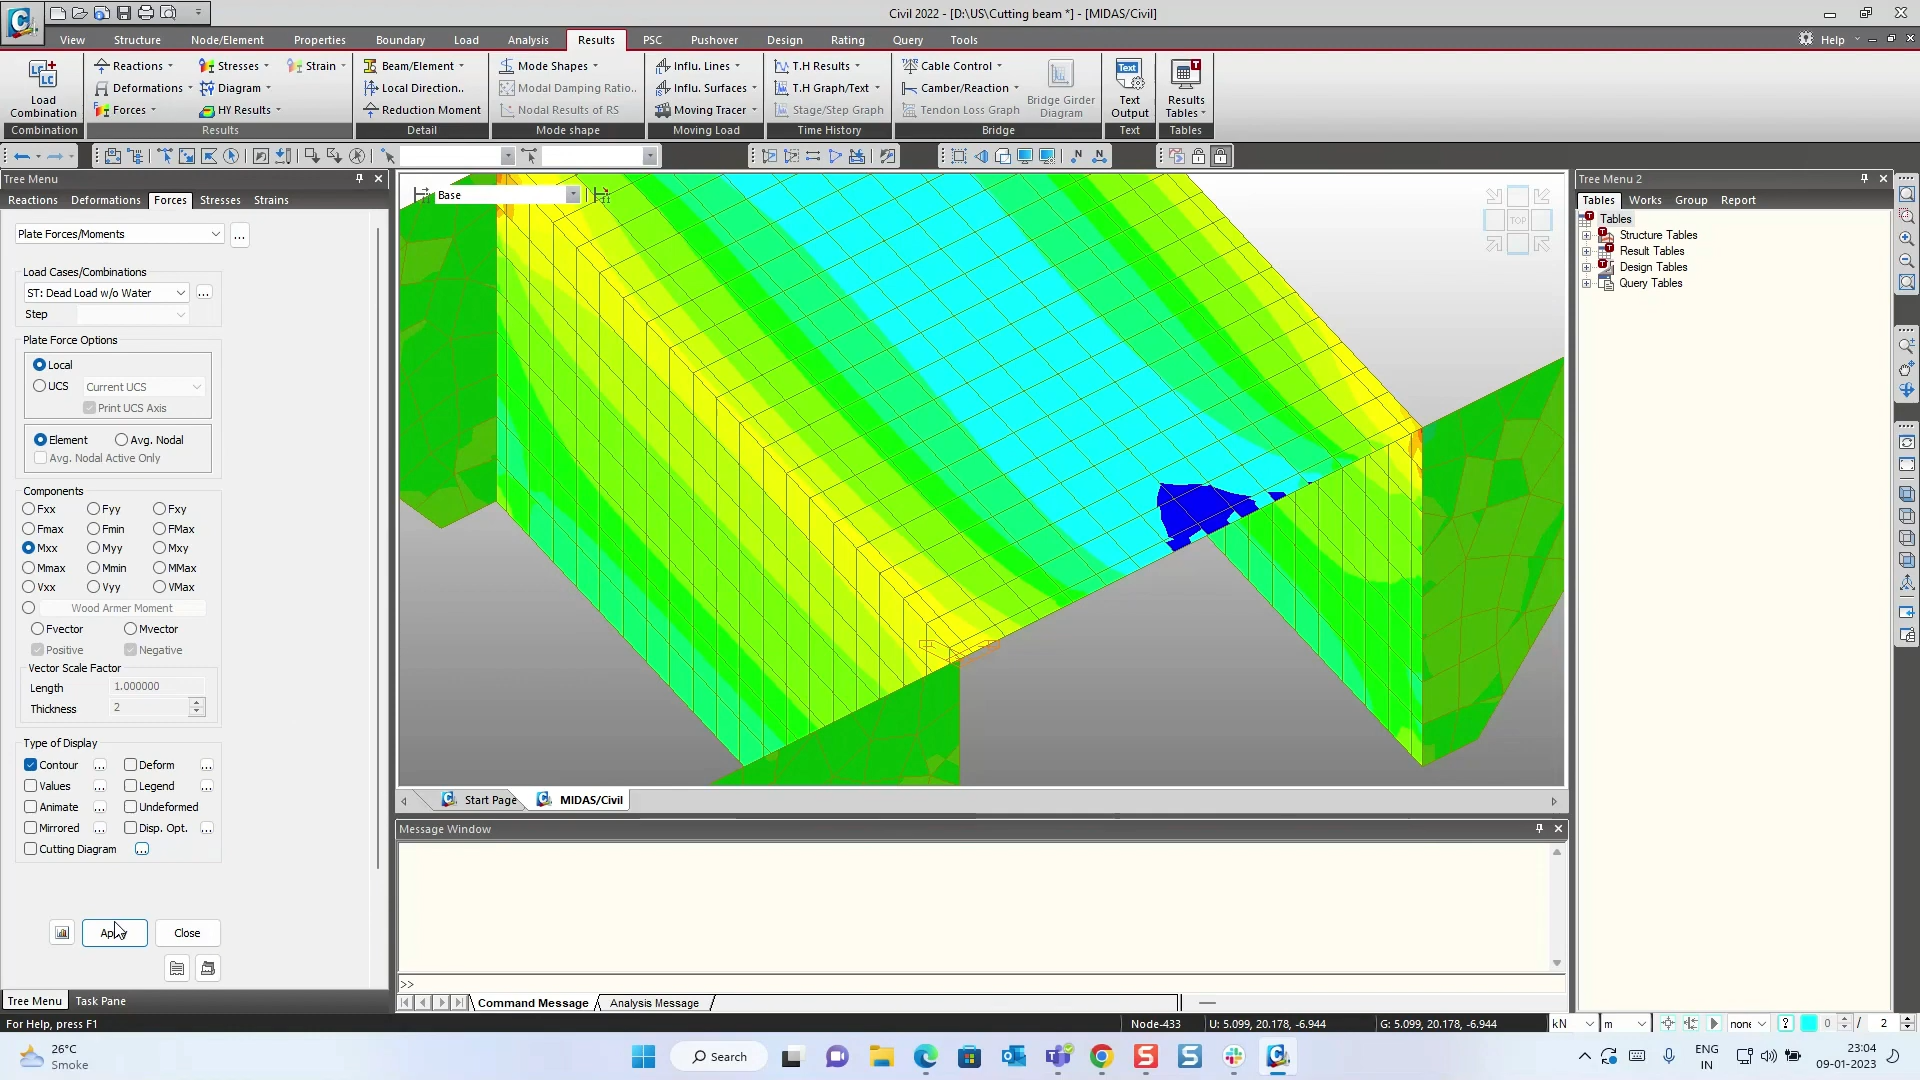 Civil 2022 - [D:\US\Cutting beam *] - [MIDAS/Civil]
View Structure Node/Element Properties Boundary Load Analysis Results PSC Pushover Design Rating Query Tools Help
Load Combination
Reactions Stresses Strain
Deformations Diagram
Forces HY Results
Beam/Element
Local Direction..
Reduction Moment
Mode Shapes
Modal Damping Ratio..
Nodal Results of RS
Influ. Lines
Influ. Surfaces
Moving Tracer
T.H Results
T.H Graph/Text
Stage/Step Graph
Cable Control
Camber/Reaction
Tendon Loss Graph
Bridge Girder Diagram
Text Output
Results Tables
Combination Results Detail Mode shape Moving Load Time History Bridge Text Tables
Tree Menu
Reactions Deformations Forces Stresses Strains
Plate Forces/Moments
...
Load Cases/Combinations
ST: Dead Load w/o Water
...
Step
Plate Force Options
Local
UCS Current UCS
Print UCS Axis
Element Avg. Nodal
Avg. Nodal Active Only
Components
Fxx Fyy Fxy
Fmax Fmin FMax
Mxx Myy Mxy
Mmax Mmin MMax
Vxx Vyy VMax
Wood Armer Moment
Fvector Mvector
Positive Negative
Vector Scale Factor
Length 1.000000
Thickness 2
Type of Display
Contour ... Deform ...
Values ... Legend ...
Animate ... Undeformed
Mirrored ... Disp. Opt. ...
Cutting Diagram ...
Close
Tree Menu Task Pane
For Help, press F1
Base
TOP
Start Page MIDAS/Civil
Message Window
>>
Command Message Analysis Message
Tree Menu 2
Tables Works Group Report
Tables
Structure Tables
Result Tables
Design Tables
Query Tables
Node-433 U: 5.099, 20.178, -6.944 G: 5.099, 20.178, -6.944 kN m none ? 0 / 2
26°C
Smoke
Search
ENG
IN
23:04
09-01-2023